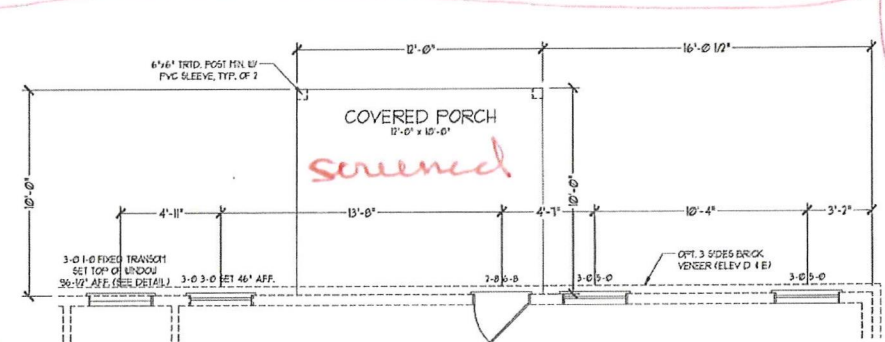 12'-0"
16'-0 1/2"
6"x6" TRTD. POST MIN. W/
PVC SLEEVE, TYP. OF 2
COVERED PORCH
12'-0" x 10'-0"
screened
10'-0"
10'-0"
4'-11"
13'-8"
4'-7"
10'-4"
3'-2"
3-0 1-0 FIXED TRANSOM
SET TOP OF WINDOW
96-1/2" AFF. (SEE DETAIL)
3-0 3-0 SET 46" AFF.
2-8 6-8
3-0 5-0
OPT. 3 SIDES BRICK
VENEER (ELEV D & E)
3-0 5-0